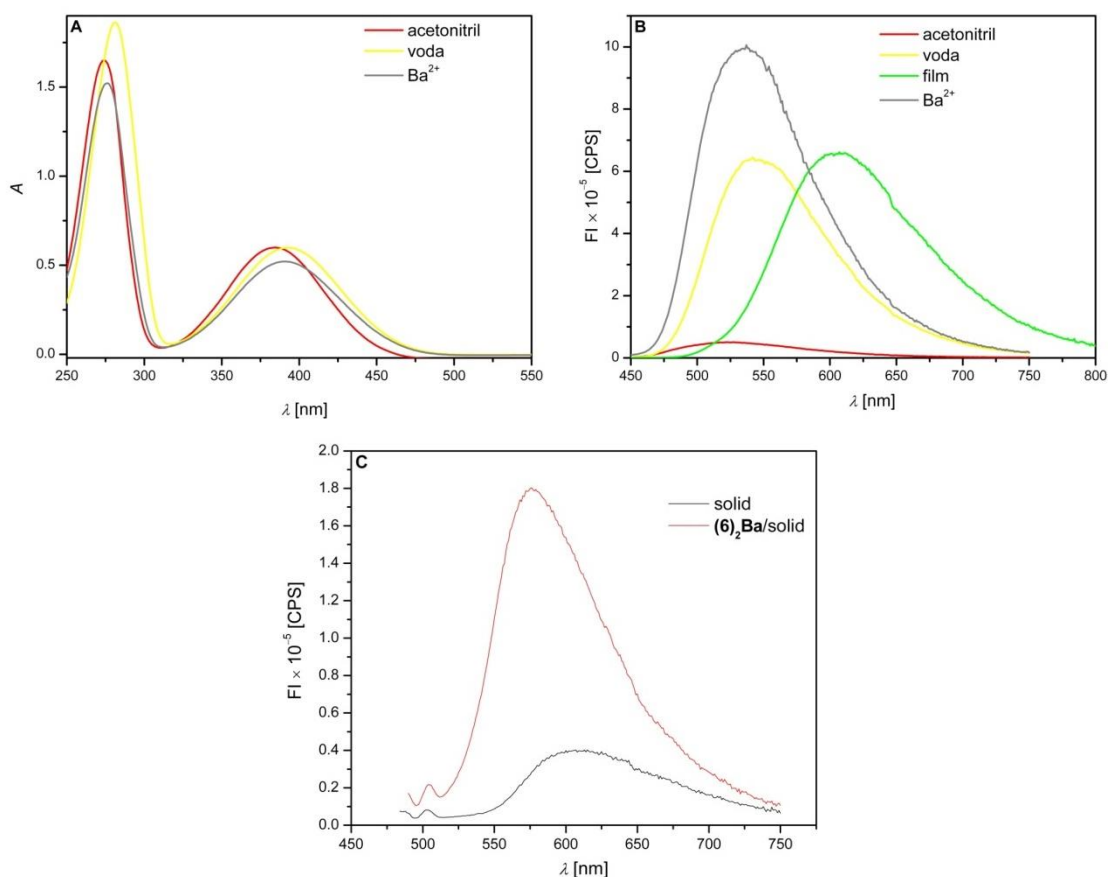 A
acetonitril
voda
Ba²⁺
1.5
1.0
0.5
0.0
A
250 300 350 400 450 500 550
λ [nm]
B
acetonitril
voda
film
Ba²⁺
10
8
6
4
2
0
FI × 10⁻⁵ [CPS]
450 500 550 600 650 700 750 800
λ [nm]
C
solid
(6)₂Ba/solid
2.0
1.8
1.6
1.4
1.2
1.0
0.8
0.6
0.4
0.2
0.0
FI × 10⁻⁵ [CPS]
450 500 550 600 650 700 750
λ [nm]